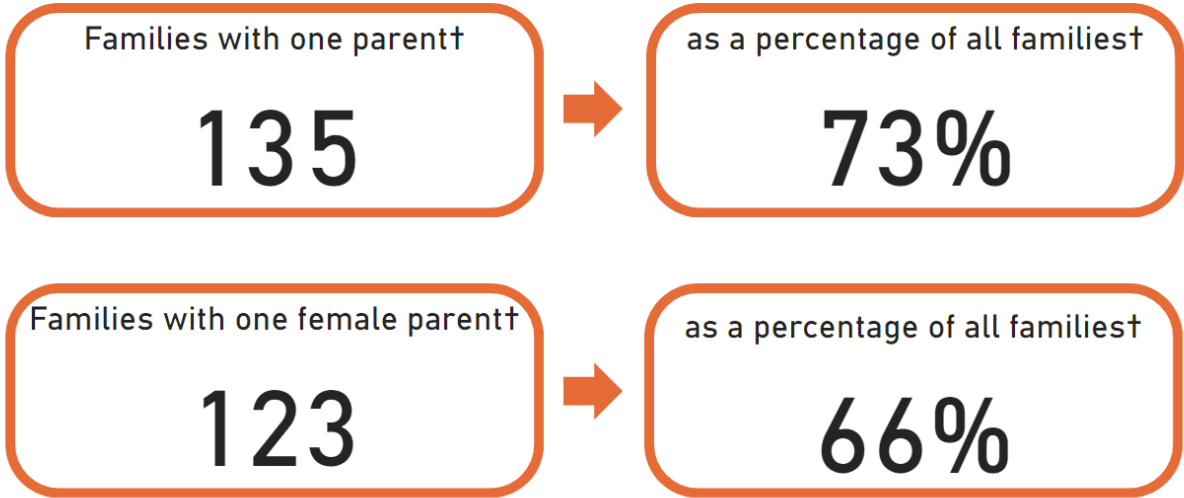 Families with one parent†
as a percentage of all families†
135
73%
Families with one female parent†
as a percentage of all families†
123
66%